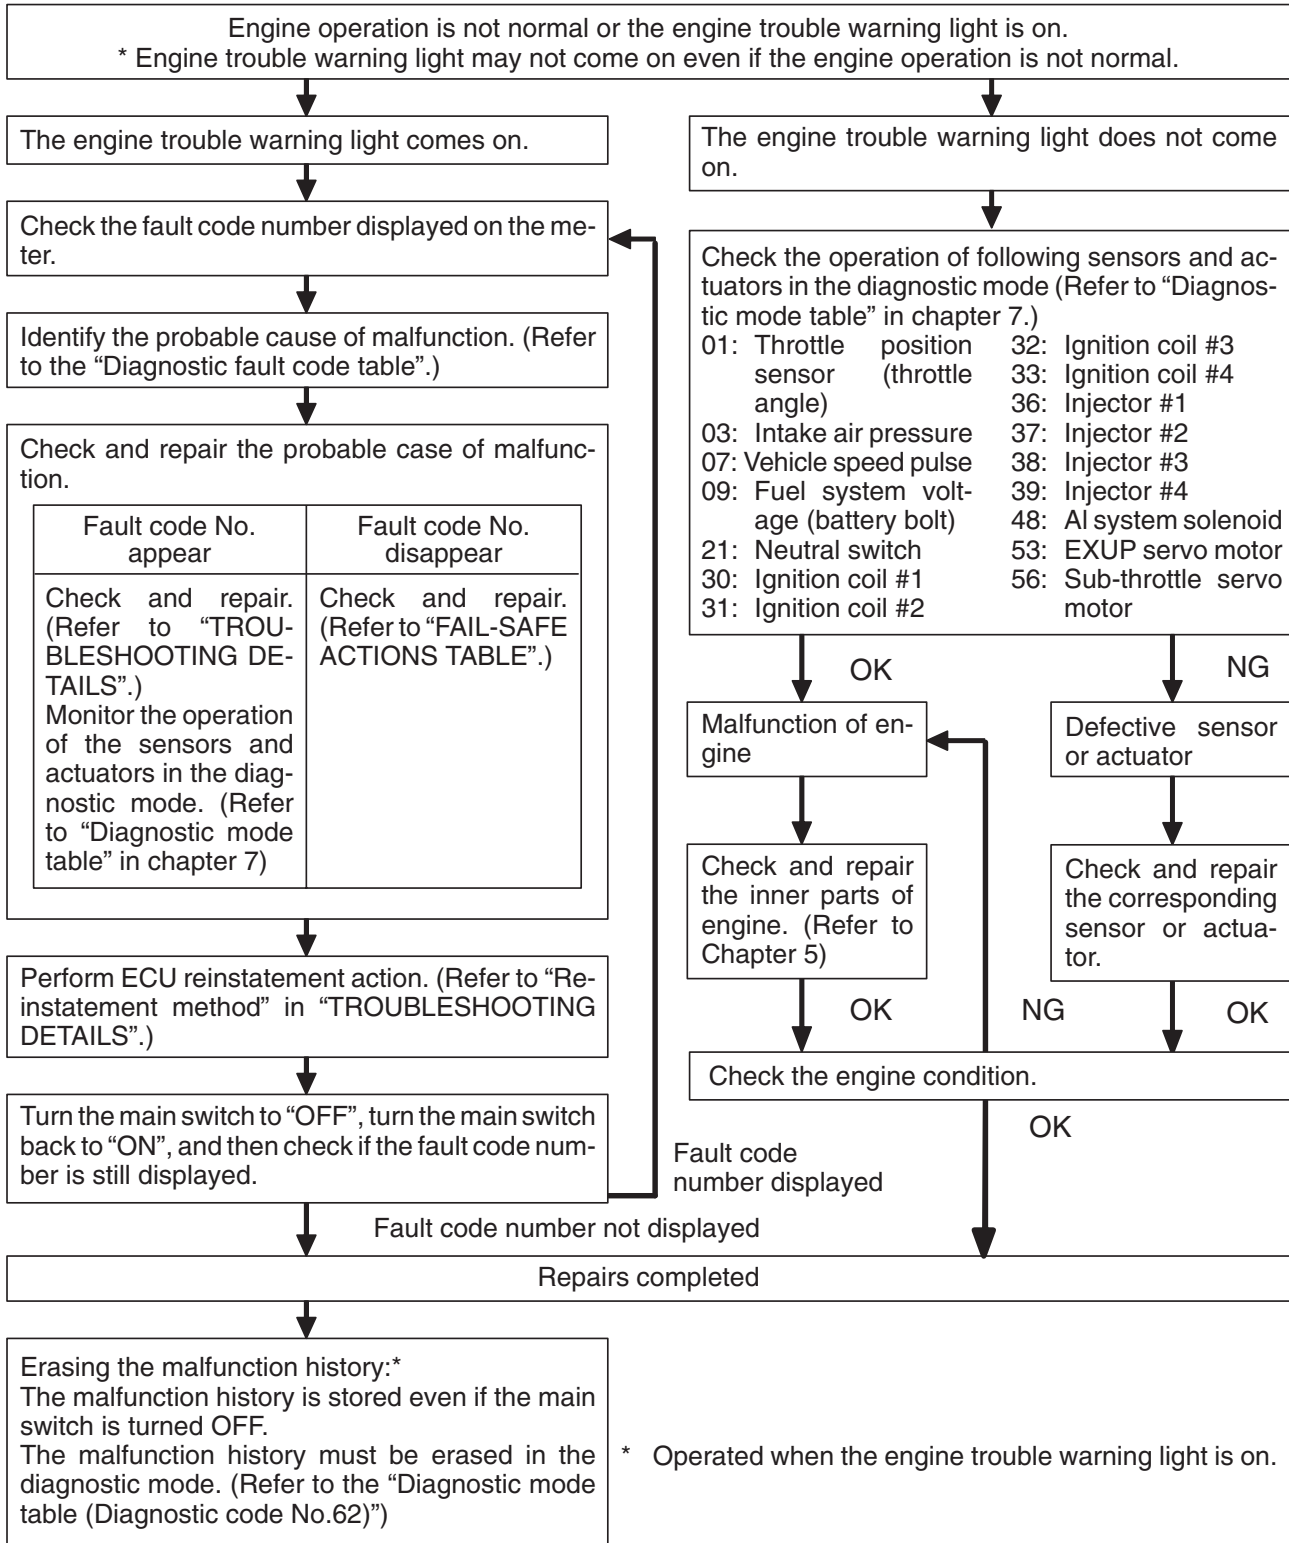 Engine operation is not normal or the engine trouble warning light is on.
* Engine trouble warning light may not come on even if the engine operation is not normal.
The engine trouble warning light comes on.
Check the fault code number displayed on the me-
ter.
Identify the probable cause of malfunction. (Refer
to the “Diagnostic fault code table”.)
Check and repair the probable case of malfunc-
tion.
Fault code No.
appear
Fault code No.
disappear
Check and repair.
(Refer to “TROU-
BLESHOOTING DE-
TAILS”.)
Monitor the operation
of the sensors and
actuators in the diag-
nostic mode. (Refer
to “Diagnostic mode
table” in chapter 7)
Check and repair.
(Refer to “FAIL-SAFE
ACTIONS TABLE”.)
Perform ECU reinstatement action. (Refer to “Re-
instatement method” in “TROUBLESHOOTING
DETAILS”.)
Turn the main switch to “OFF”, turn the main switch
back to “ON”, and then check if the fault code num-
ber is still displayed.
Fault code
number displayed
Fault code number not displayed
The engine trouble warning light does not come
on.
Check the operation of following sensors and ac-
tuators in the diagnostic mode (Refer to “Diagnos-
tic mode table” in chapter 7.)
01: Throttle position
sensor (throttle
angle)
03: Intake air pressure
07: Vehicle speed pulse
09: Fuel system volt-
age (battery bolt)
21: Neutral switch
30: Ignition coil #1
31: Ignition coil #2
32: Ignition coil #3
33: Ignition coil #4
36: Injector #1
37: Injector #2
38: Injector #3
39: Injector #4
48: AI system solenoid
53: EXUP servo motor
56: Sub-throttle servo
motor
OK
NG
Malfunction of en-
gine
Defective sensor
or actuator
Check and repair
the inner parts of
engine. (Refer to
Chapter 5)
Check and repair
the corresponding
sensor or actua-
tor.
OK
NG
OK
Check the engine condition.
OK
Repairs completed
Erasing the malfunction history:*
The malfunction history is stored even if the main
switch is turned OFF.
The malfunction history must be erased in the
diagnostic mode. (Refer to the “Diagnostic mode
table (Diagnostic code No.62)”)
* Operated when the engine trouble warning light is on.